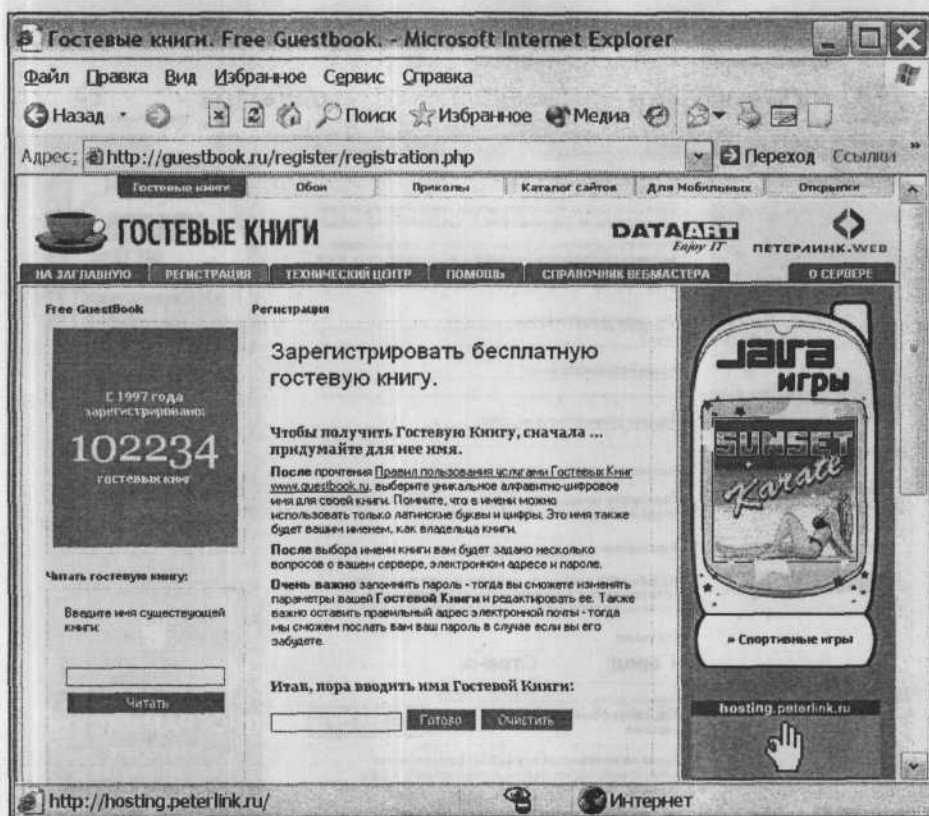 Гостевые книги. Free Guestbook. - Microsoft Internet Explorer
Файл Правка Вид Избранное Сервис Справка
Назад Поиск Избранное Медиа
Адрес: http://guestbook.ru/register/registration.php Переход Ссылки »
Гостевые книги Обои Приколы Каталог сайтов Для Мобильных Открытки
ГОСТЕВЫЕ КНИГИ
DATAART
Enjoy IT
ПЕТЕРЛИНК.WEB
НА ЗАГЛАВНУЮ РЕГИСТРАЦИЯ ТЕХНИЧЕСКИЙ ЦЕНТР ПОМОЩЬ СПРАВОЧНИК ВЕБМАСТЕРА О СЕРВЕРЕ
Free GuestBook
С 1997 года
зарегистрировано:
102234
гостевых книг
Читать гостевую книгу:
Введите имя существующей
книги:
Читать
Регистрация
Зарегистрировать бесплатную
гостевую книгу.
Чтобы получить Гостевую Книгу, сначала ...
придумайте для нее имя.
После прочтения Правил пользования услугами Гостевых Книг
www.guestbook.ru, выберите уникальное алфавитно-цифровое
имя для своей книги. Помните, что в имени можно
использовать только латинские буквы и цифры. Это имя также
будет вашим именем, как владельца книги.
После выбора имени книги вам будет задано несколько
вопросов о вашем сервере, электронном адресе и пароле.
Очень важно запомнить пароль - тогда вы сможете изменять
параметры вашей Гостевой Книги и редактировать ее. Также
важно оставить правильный адрес электронной почты - тогда
мы сможем послать вам ваш пароль в случае если вы его
забудете.
Итак, пора вводить имя Гостевой Книги:
Готово Очистить
Java
игры
SUNSET
Karate
» Спортивные игры
hosting.peterlink.ru
http://hosting.peterlink.ru/ Интернет